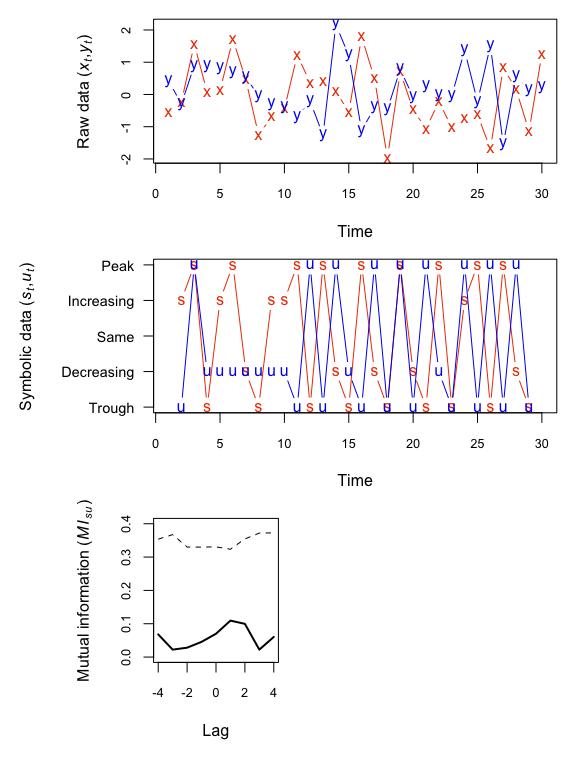 Raw data (x_t, y_t)
2
1
0
-1
-2
0 5 10 15 20 25 30
Time
Symbolic data (s_t, u_t)
Peak
Increasing
Same
Decreasing
Trough
0 5 10 15 20 25 30
Time
Mutual information (MI_su)
0.4
0.3
0.2
0.1
0.0
-4 -2 0 2 4
Lag